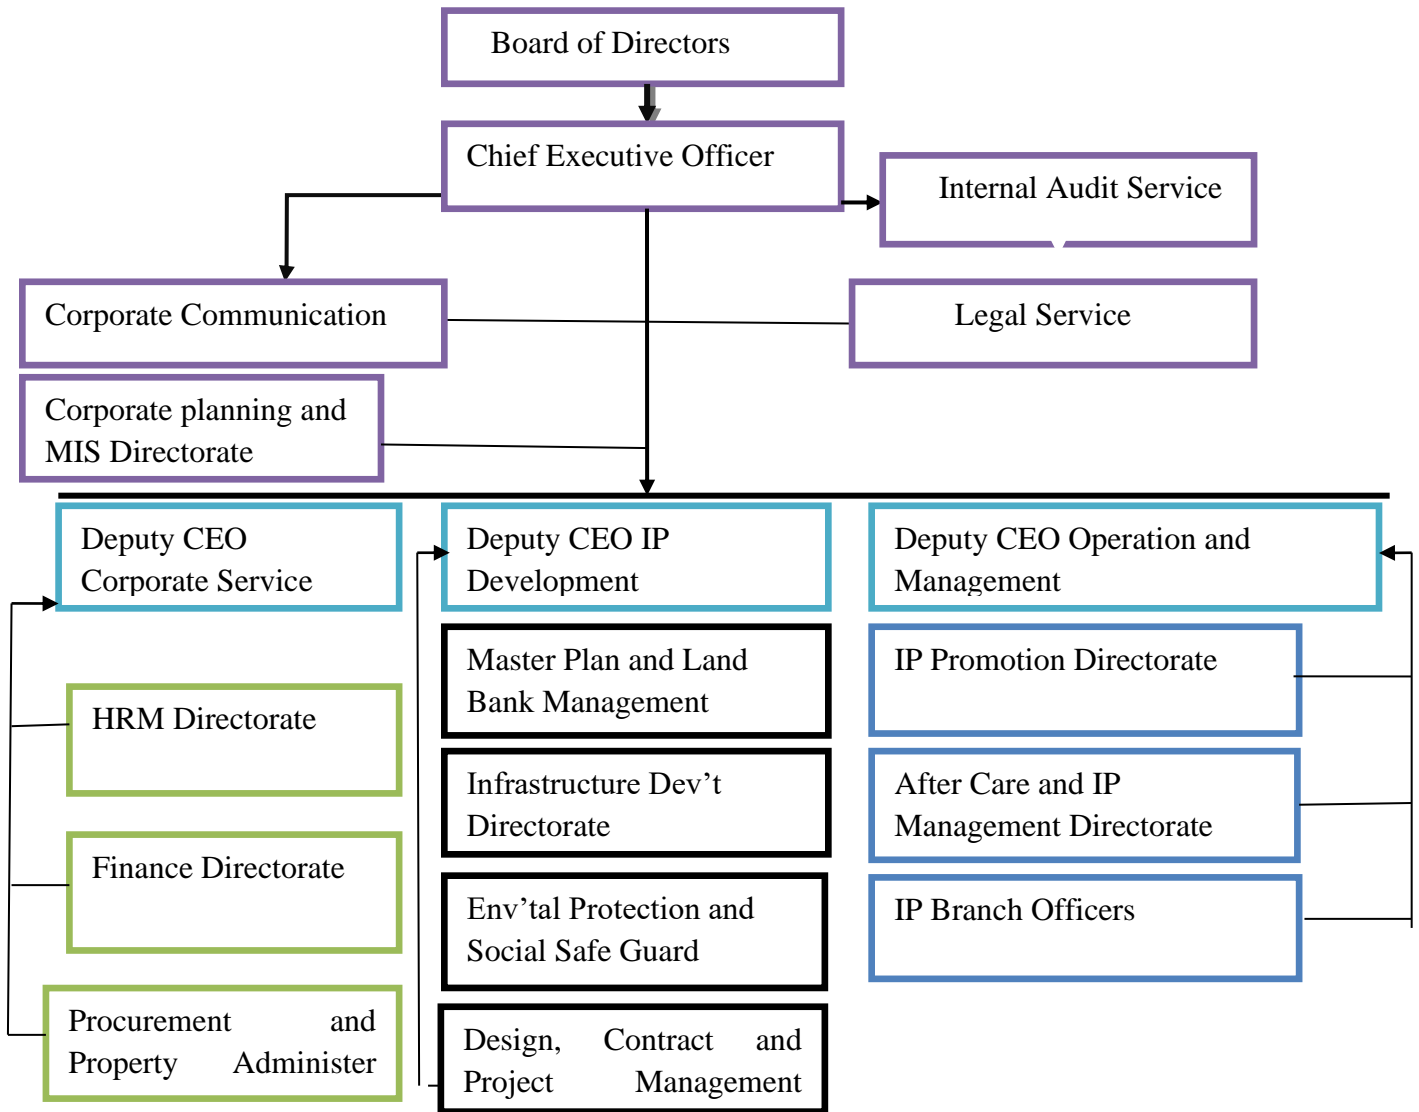 Board of Directors
Chief Executive Officer
Internal Audit Service
Corporate Communication
Legal Service
Corporate planning and
MIS Directorate
Deputy CEO
Corporate Service
HRM Directorate
Finance Directorate
Procurement and
Property Administer
Deputy CEO IP
Development
Master Plan and Land
Bank Management
Infrastructure Dev’t
Directorate
Env’tal Protection and
Social Safe Guard
Design, Contract and
Project Management
Deputy CEO Operation and
Management
IP Promotion Directorate
After Care and IP
Management Directorate
IP Branch Officers